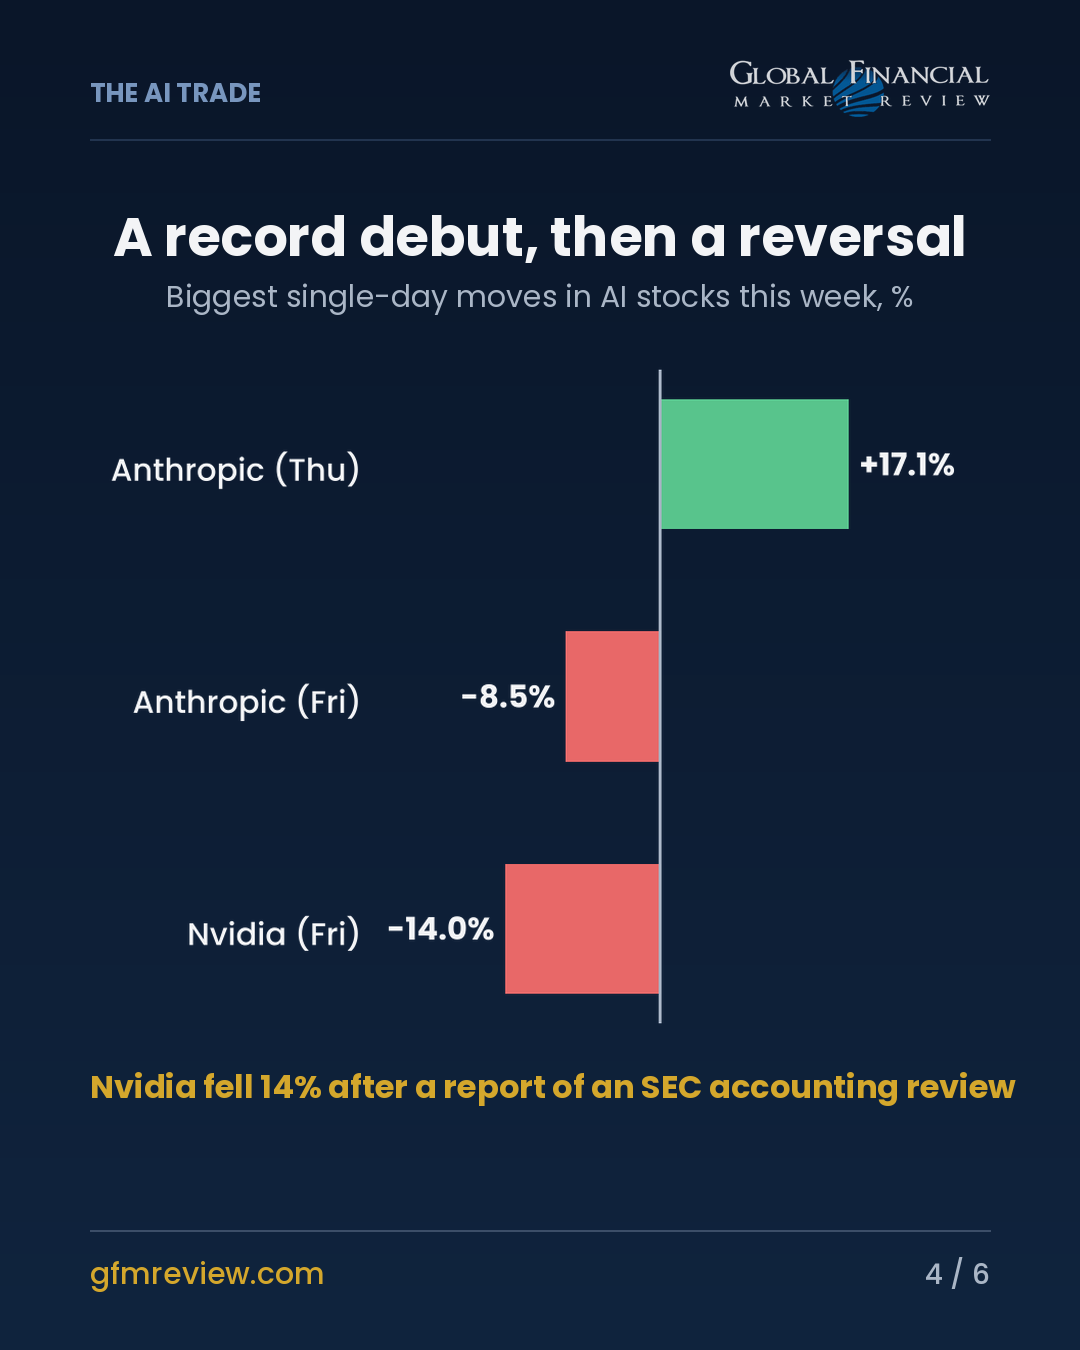 THE AI TRADE
GLOBAL FINANCIAL
MARKET REVIEW
A record debut, then a reversal
Biggest single-day moves in AI stocks this week, %
Anthropic (Thu)
+17.1%
Anthropic (Fri)
-8.5%
Nvidia (Fri)
-14.0%
Nvidia fell 14% after a report of an SEC accounting review
gfmreview.com
4 / 6